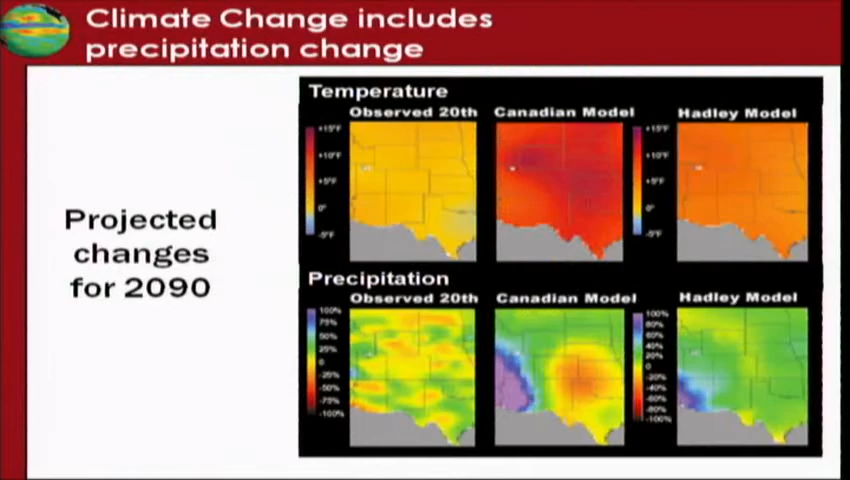 Climate Change includes
precipitation change
Projected
changes
for 2090
Temperature
Observed 20th
Canadian Model
Hadley Model
+15°F
+10°F
+5°F
0°
-5°F
+15°F
+10°F
+5°F
0°
-5°F
Precipitation
Observed 20th
Canadian Model
Hadley Model
100%
75%
50%
25%
0
-25%
-50%
-75%
-100%
100%
80%
60%
40%
20%
0
-20%
-40%
-60%
-80%
-100%